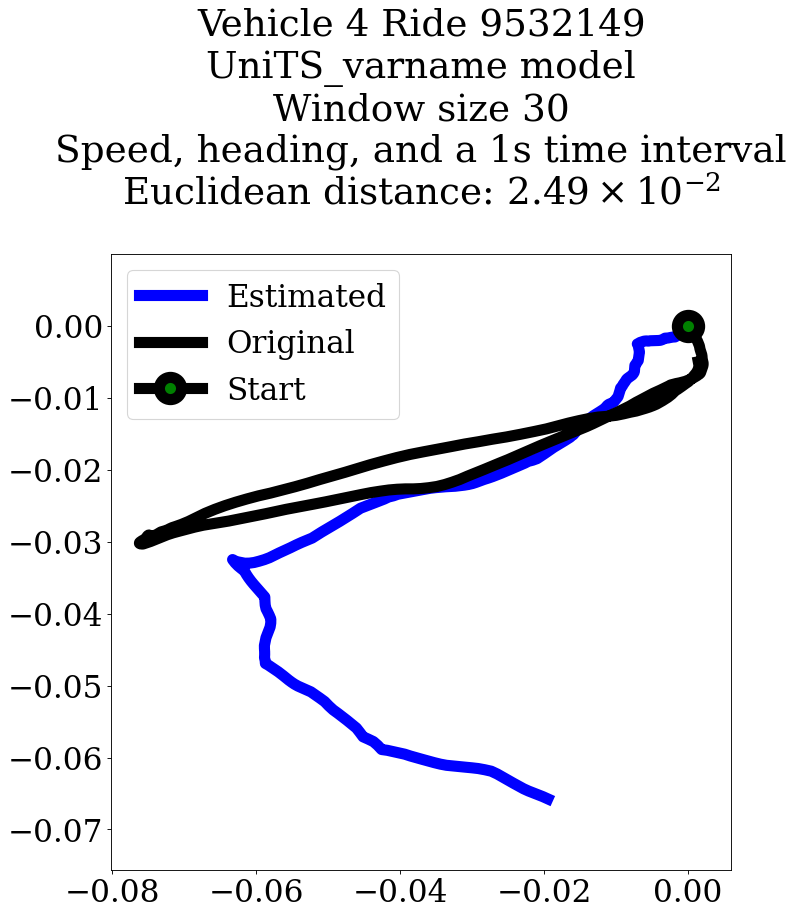 Vehicle 4 Ride 9532149
UniTS_varname model
Window size 30
Speed, heading, and a 1s time interval
Euclidean distance: 2.49 × 10⁻²
Estimated
Original
Start
0.00
−0.01
−0.02
−0.03
−0.04
−0.05
−0.06
−0.07
−0.08 −0.06 −0.04 −0.02 0.00